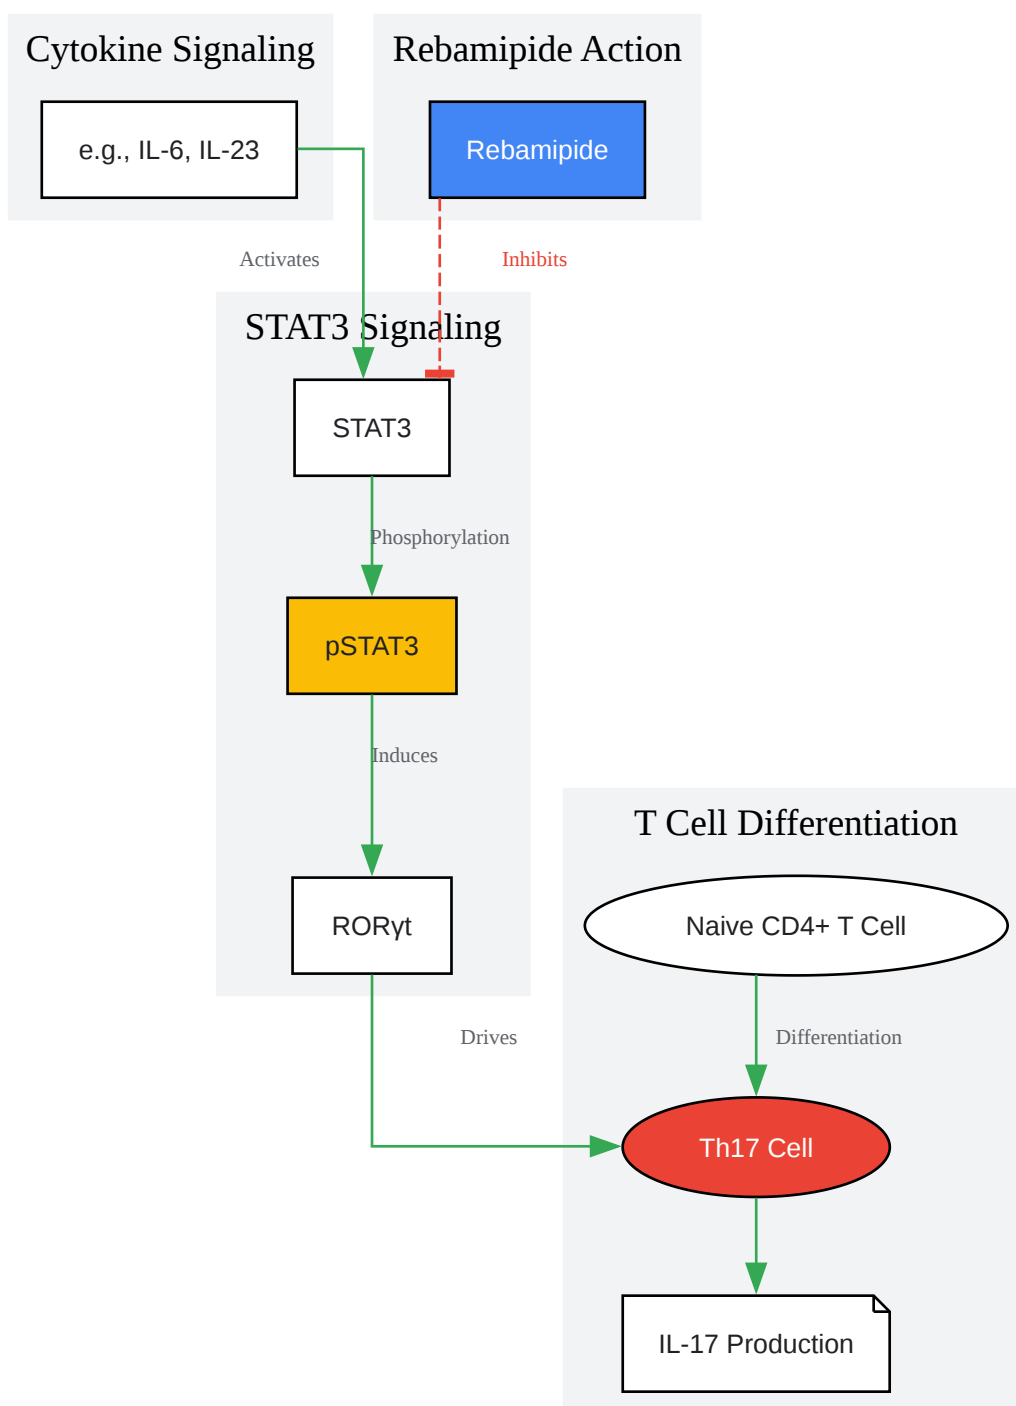 Cytokine Signaling
Rebamipide Action
e.g., IL-6, IL-23
Rebamipide
Activates
Inhibits
STAT3 Signaling
STAT3
Phosphorylation
pSTAT3
Induces
T Cell Differentiation
RORγt
Naive CD4+ T Cell
Drives
Differentiation
Th17 Cell
IL-17 Production